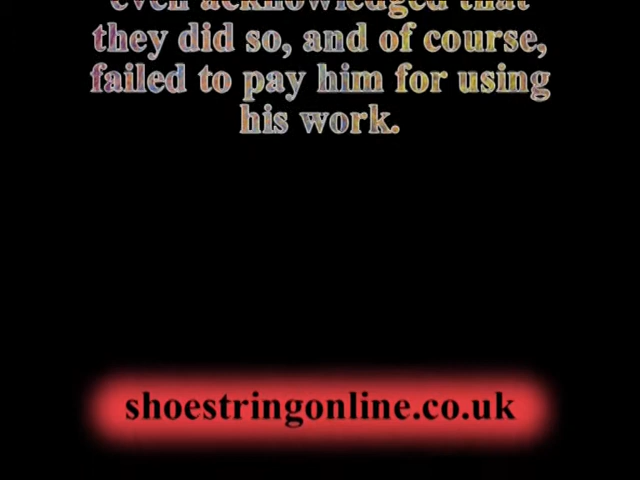 even acknowledged that
they did so, and of course,
failed to pay him for using
his work.
shoestringonline.co.uk